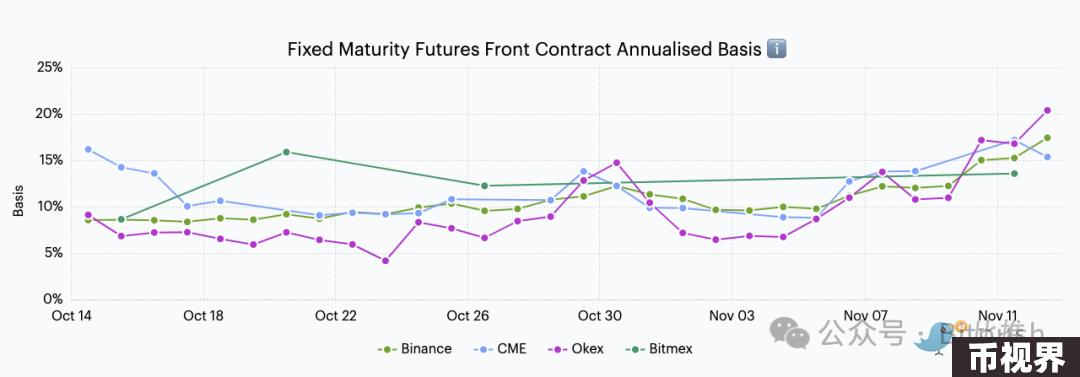 Fixed Maturity Futures Front Contract Annualised Basis i
25%
20%
15%
10%
5%
0%
Basis
Oct 14 Oct 18 Oct 22 Oct 26 Oct 30 Nov 03 Nov 07 Nov 11
Binance CME Okex Bitmex
公众号 ·
币视界